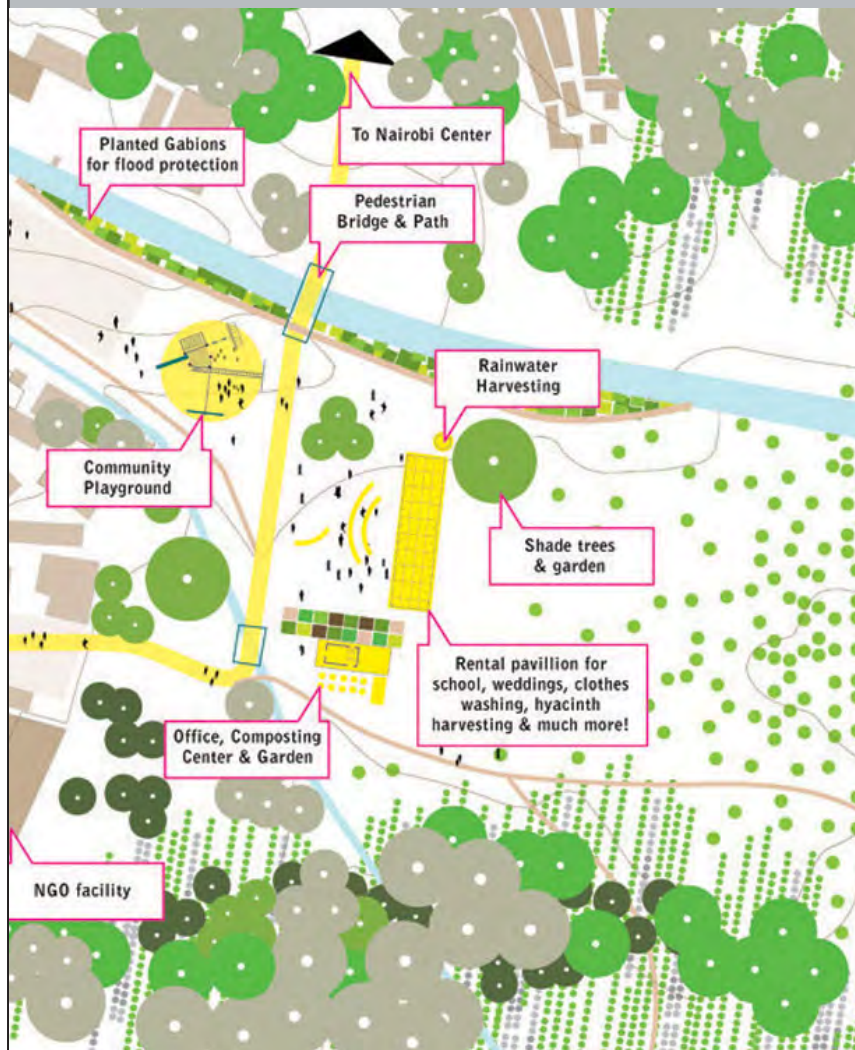 To Nairobi Center
Planted Gabions
for flood protection
Pedestrian
Bridge & Path
Rainwater
Harvesting
Community
Playground
Shade trees
& garden
Rental pavillion for
school, weddings, clothes
washing, hyacinth
harvesting & much more!
Office, Composting
Center & Garden
NGO facility